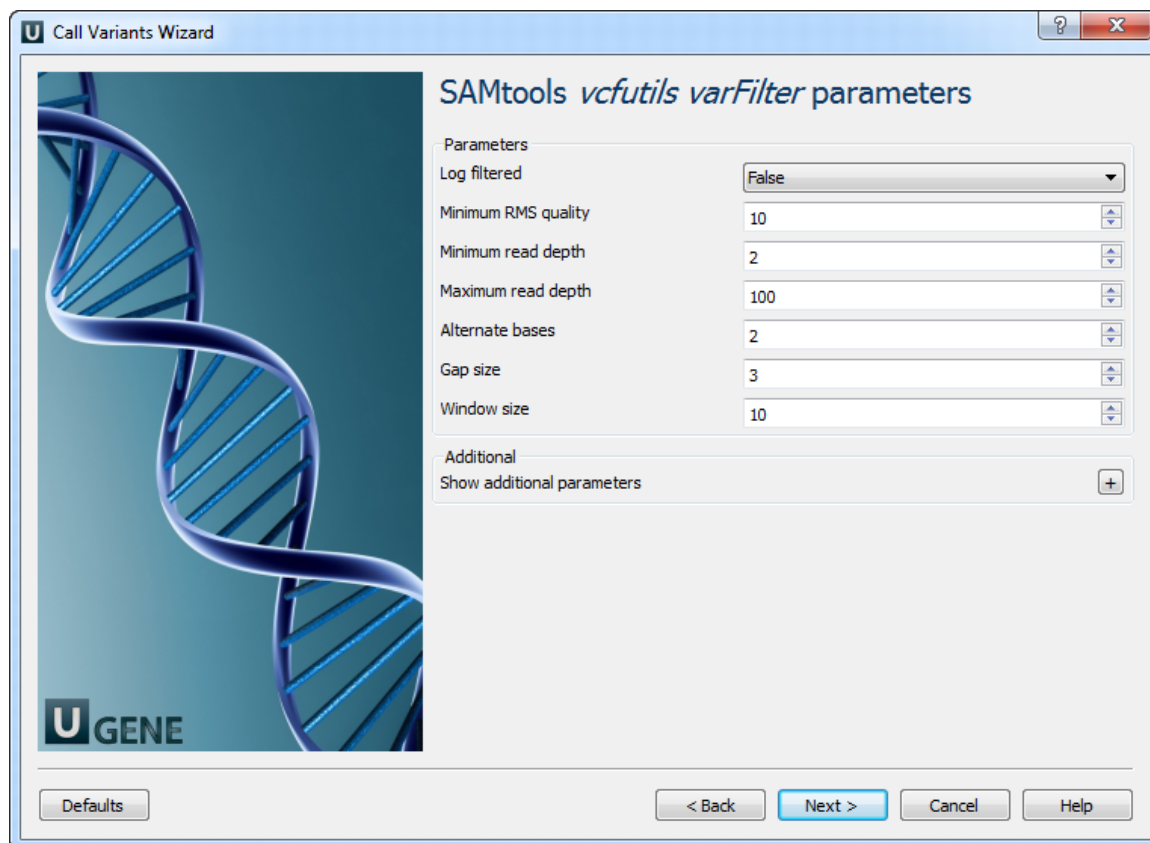 U Call Variants Wizard
?
X
SAMtools vcfutils varFilter parameters
Parameters
Log filtered False
Minimum RMS quality 10
Minimum read depth 2
Maximum read depth 100
Alternate bases 2
Gap size 3
Window size 10
Additional
Show additional parameters +
U GENE
Defaults < Back Next > Cancel Help